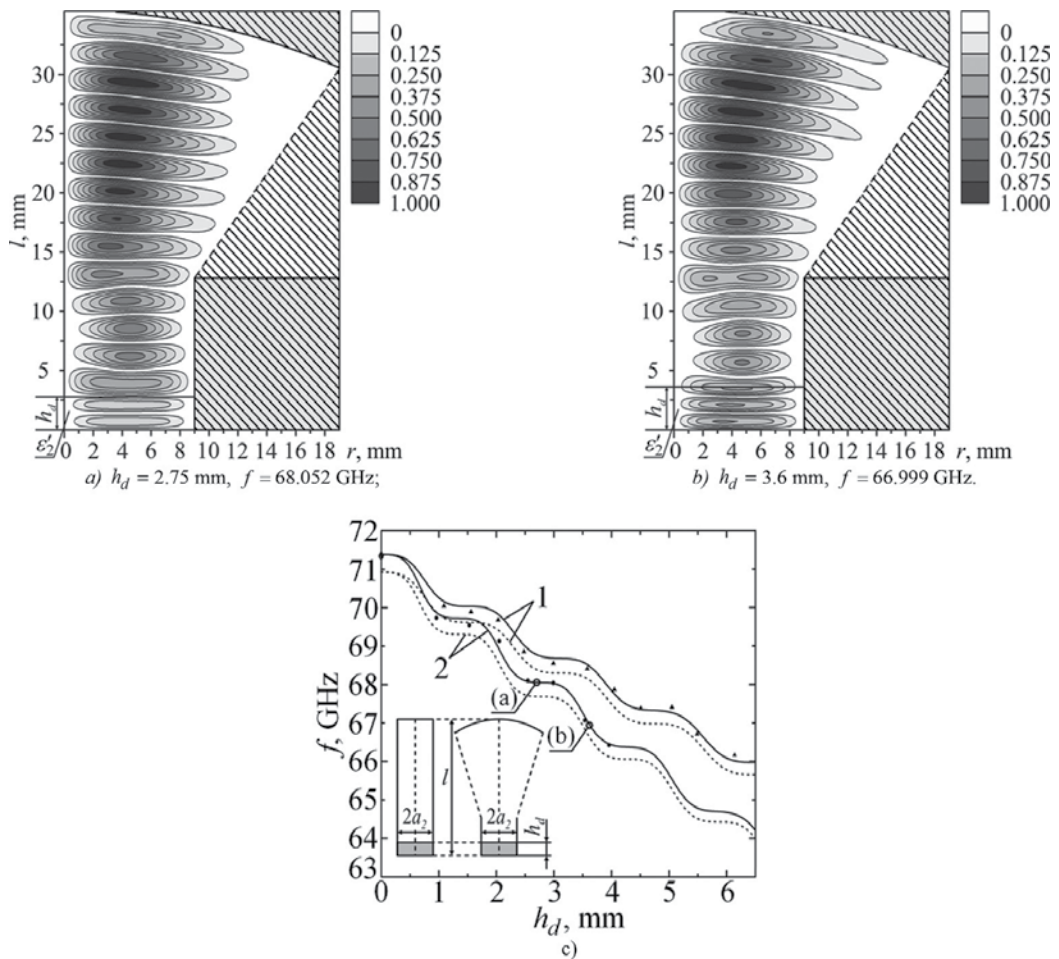 30
25
20
15
10
5
l, mm
h_d
ε′₂
0 2 4 6 8 10 12 14 16 18 r, mm
0
0.125
0.250
0.375
0.500
0.625
0.750
0.875
1.000
a) h_d = 2.75 mm, f = 68.052 GHz;
30
25
20
15
10
5
l, mm
h_d
ε′₂
0 2 4 6 8 10 12 14 16 18 r, mm
0
0.125
0.250
0.375
0.500
0.625
0.750
0.875
1.000
b) h_d = 3.6 mm, f = 66.999 GHz.
72
71
70
69
68
67
66
65
64
63
f, GHz
1
2
(a)
(b)
l
2a₂
2a₂
h_d
0 1 2 3 4 5 6
h_d, mm
c)